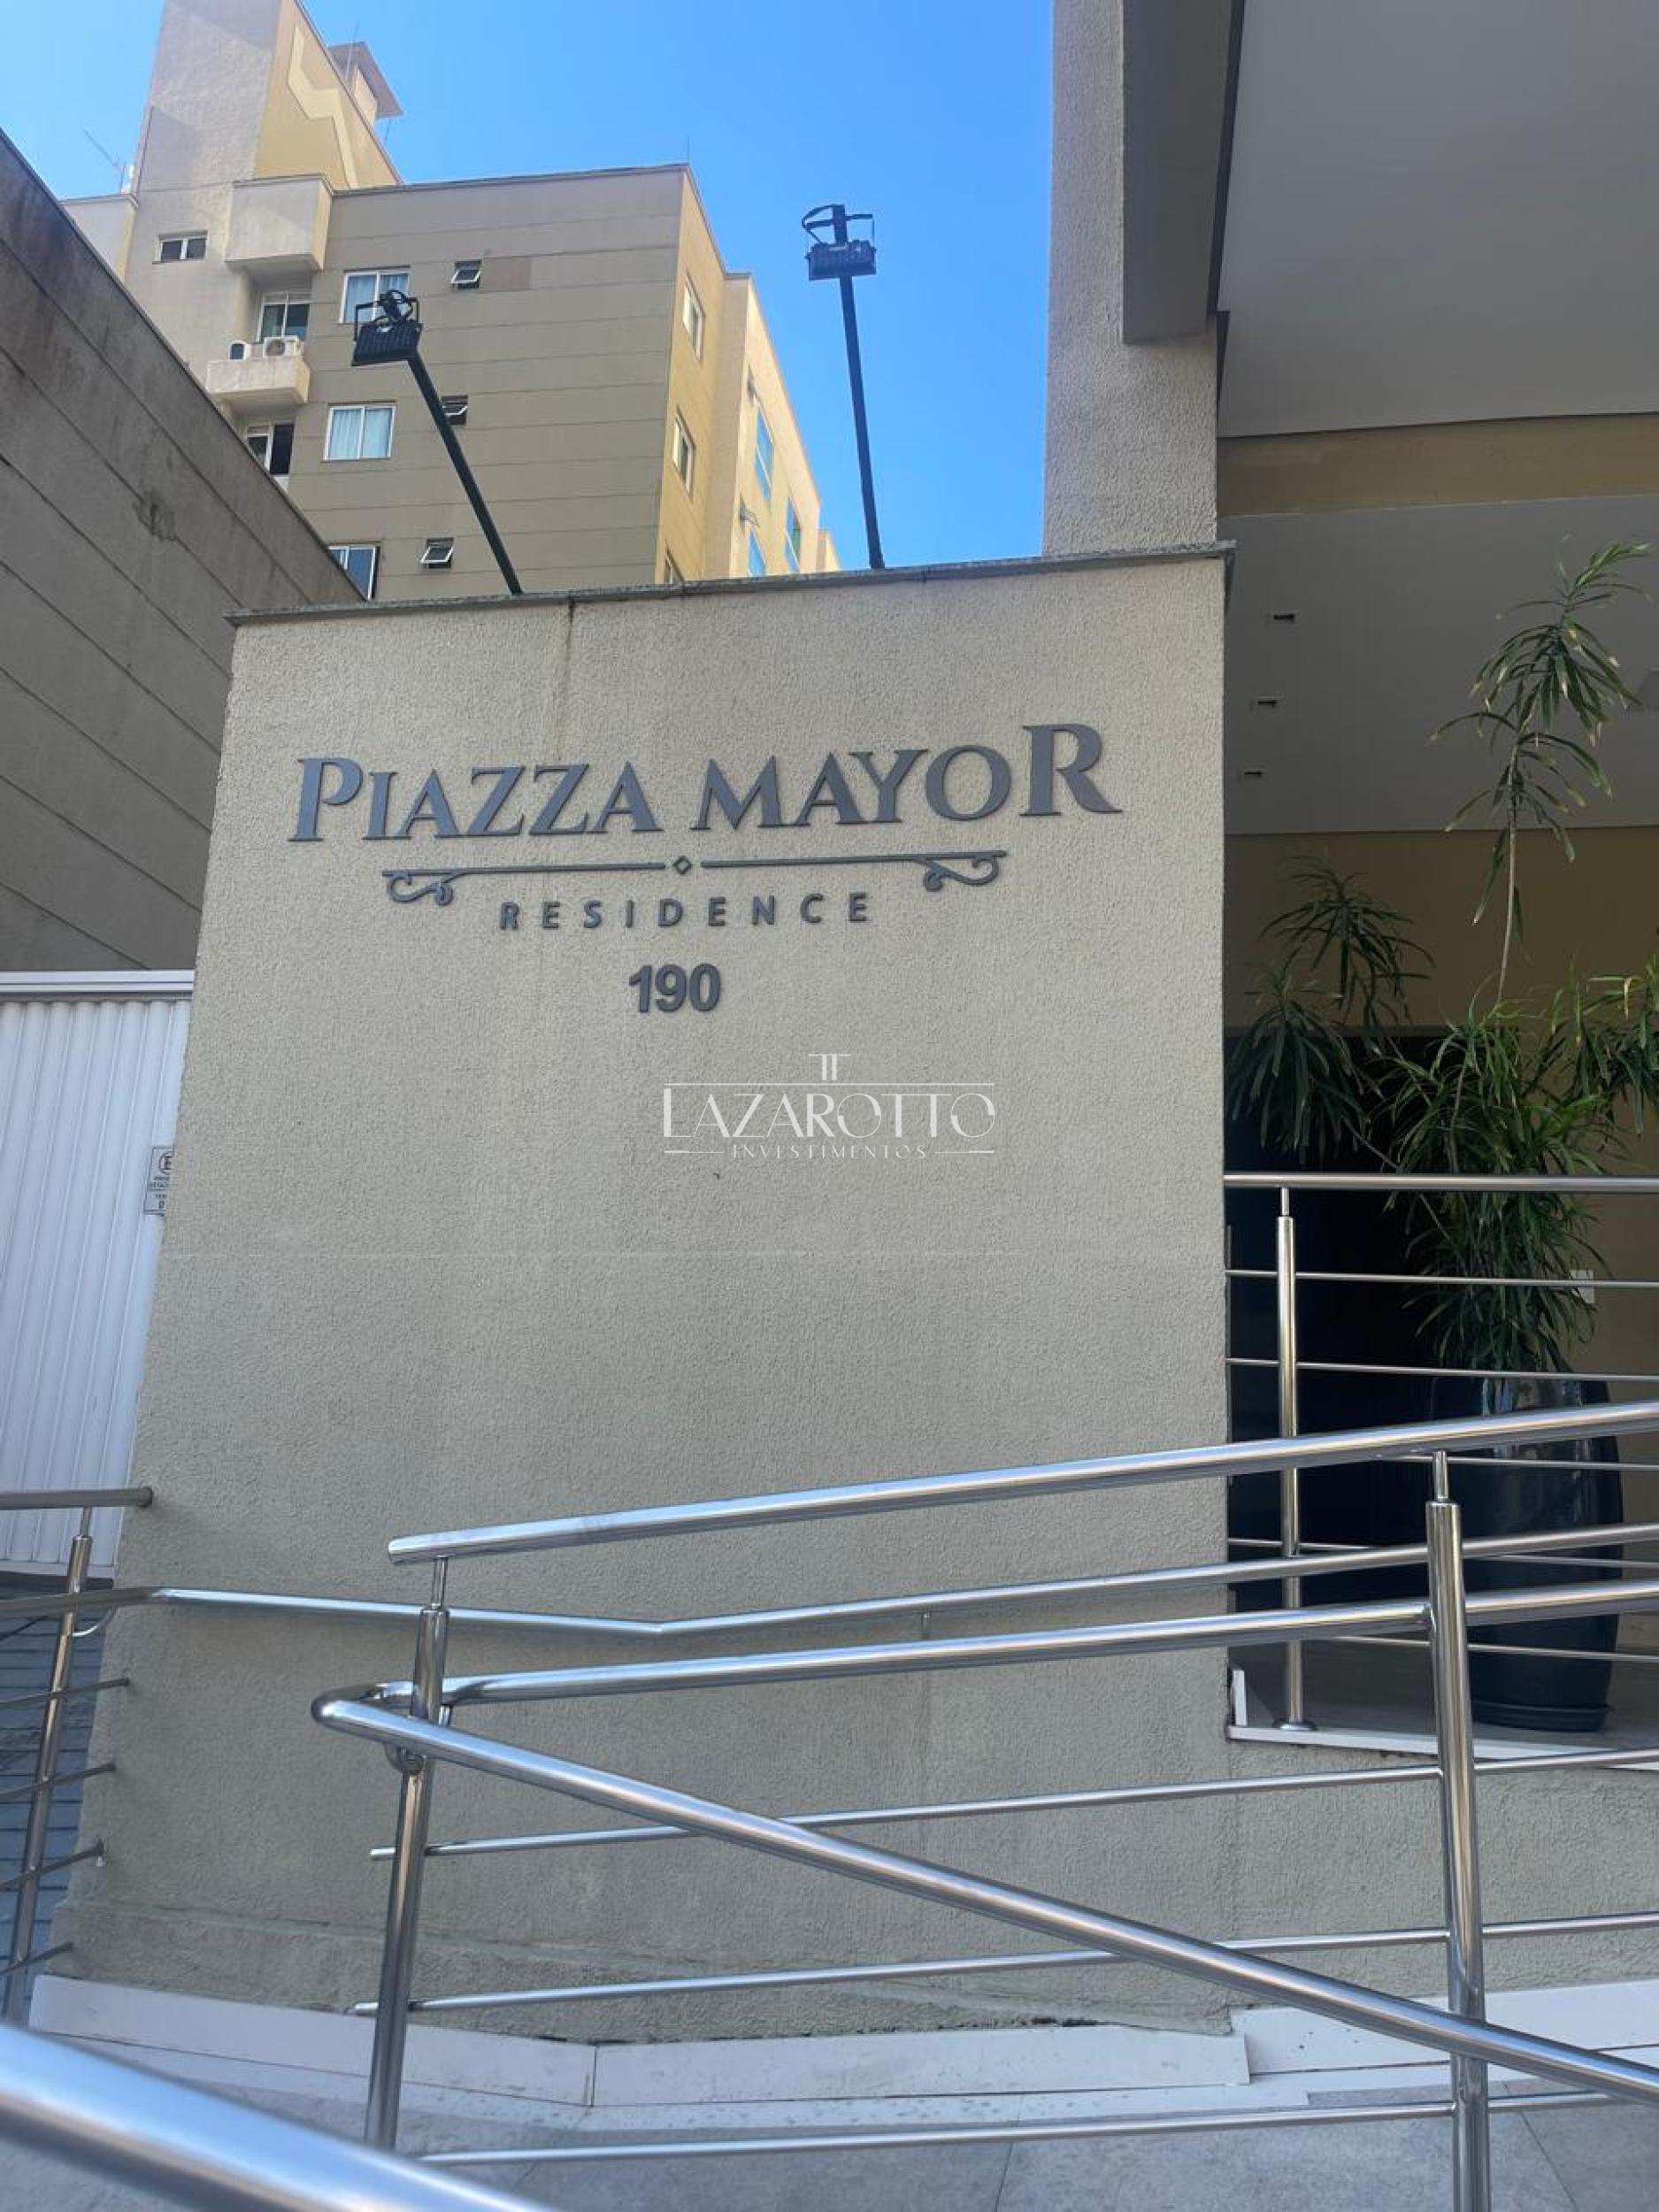 PIAZZA MAYOR
RESIDENCE
190
LAZAROTTO
INVESTIMENTOS